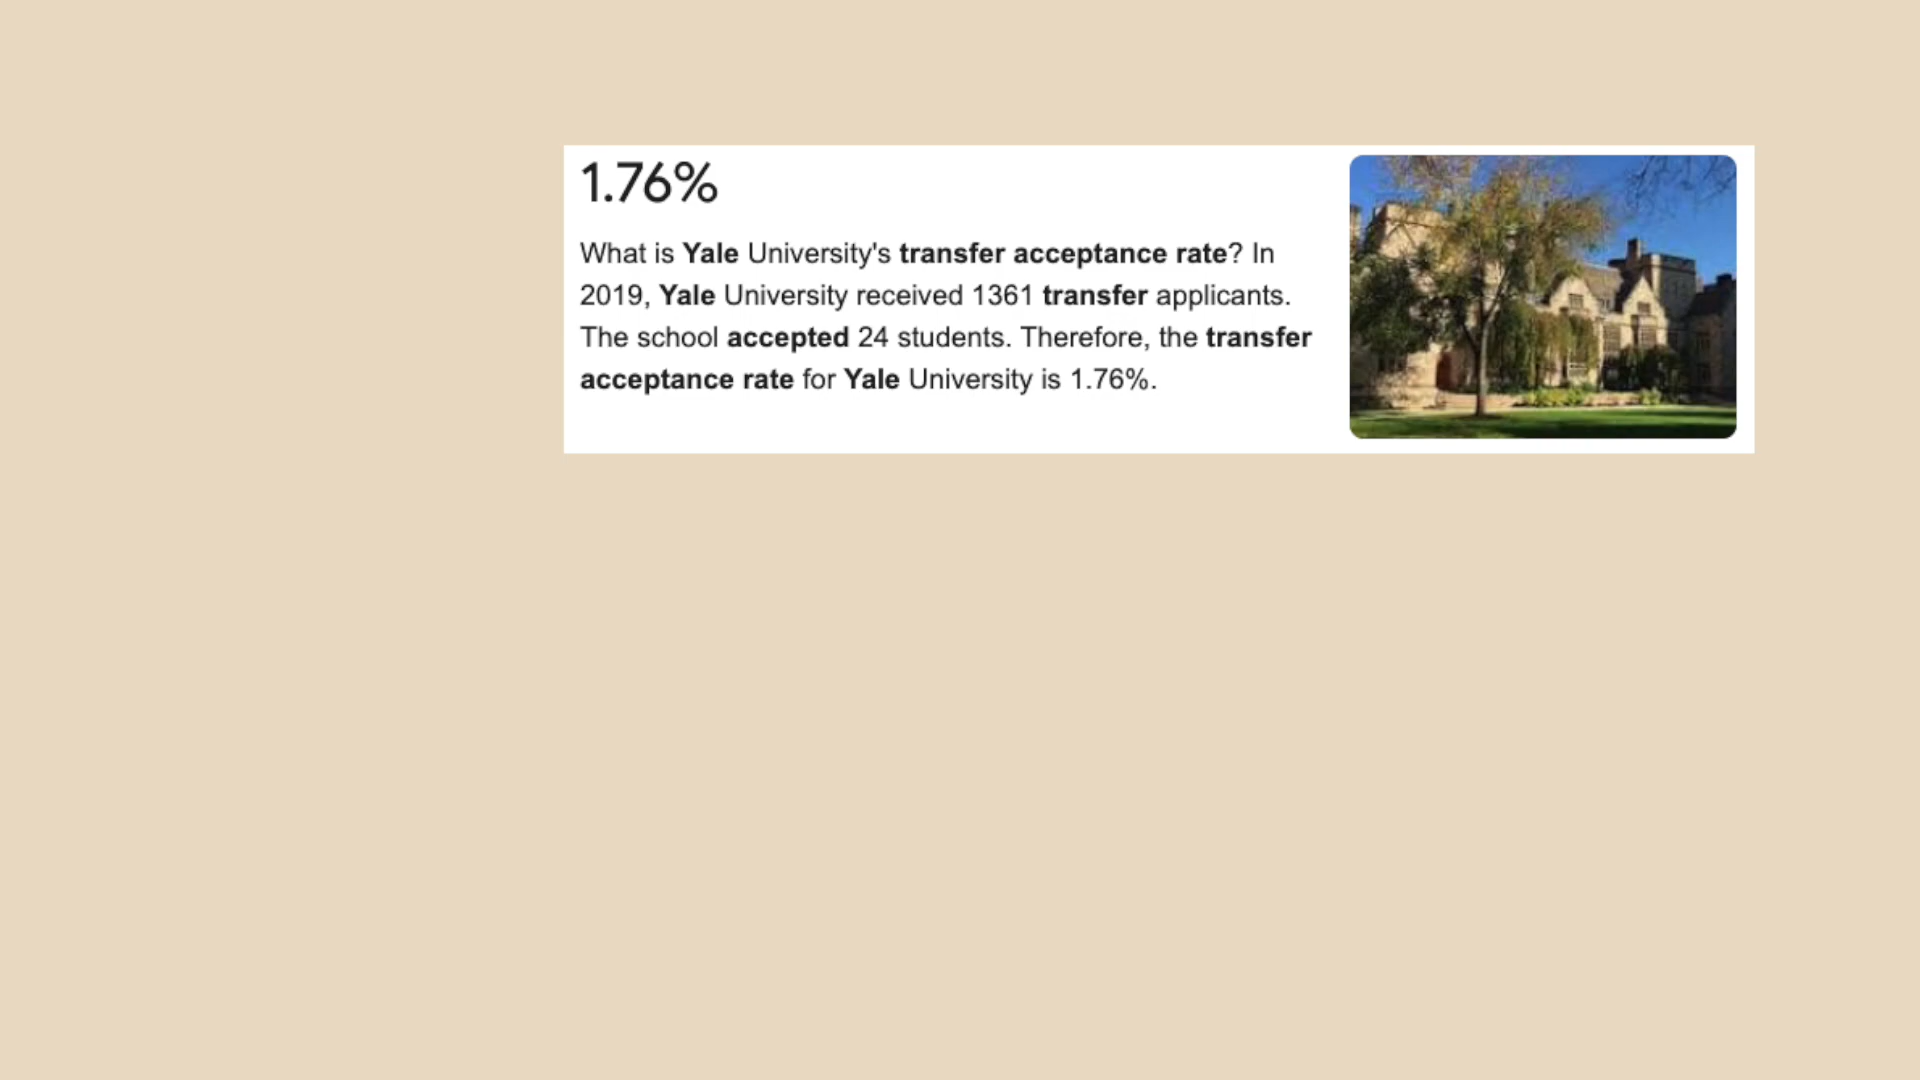 1.76%
What is Yale University's transfer acceptance rate? In
2019, Yale University received 1361 transfer applicants.
The school accepted 24 students. Therefore, the transfer
acceptance rate for Yale University is 1.76%.